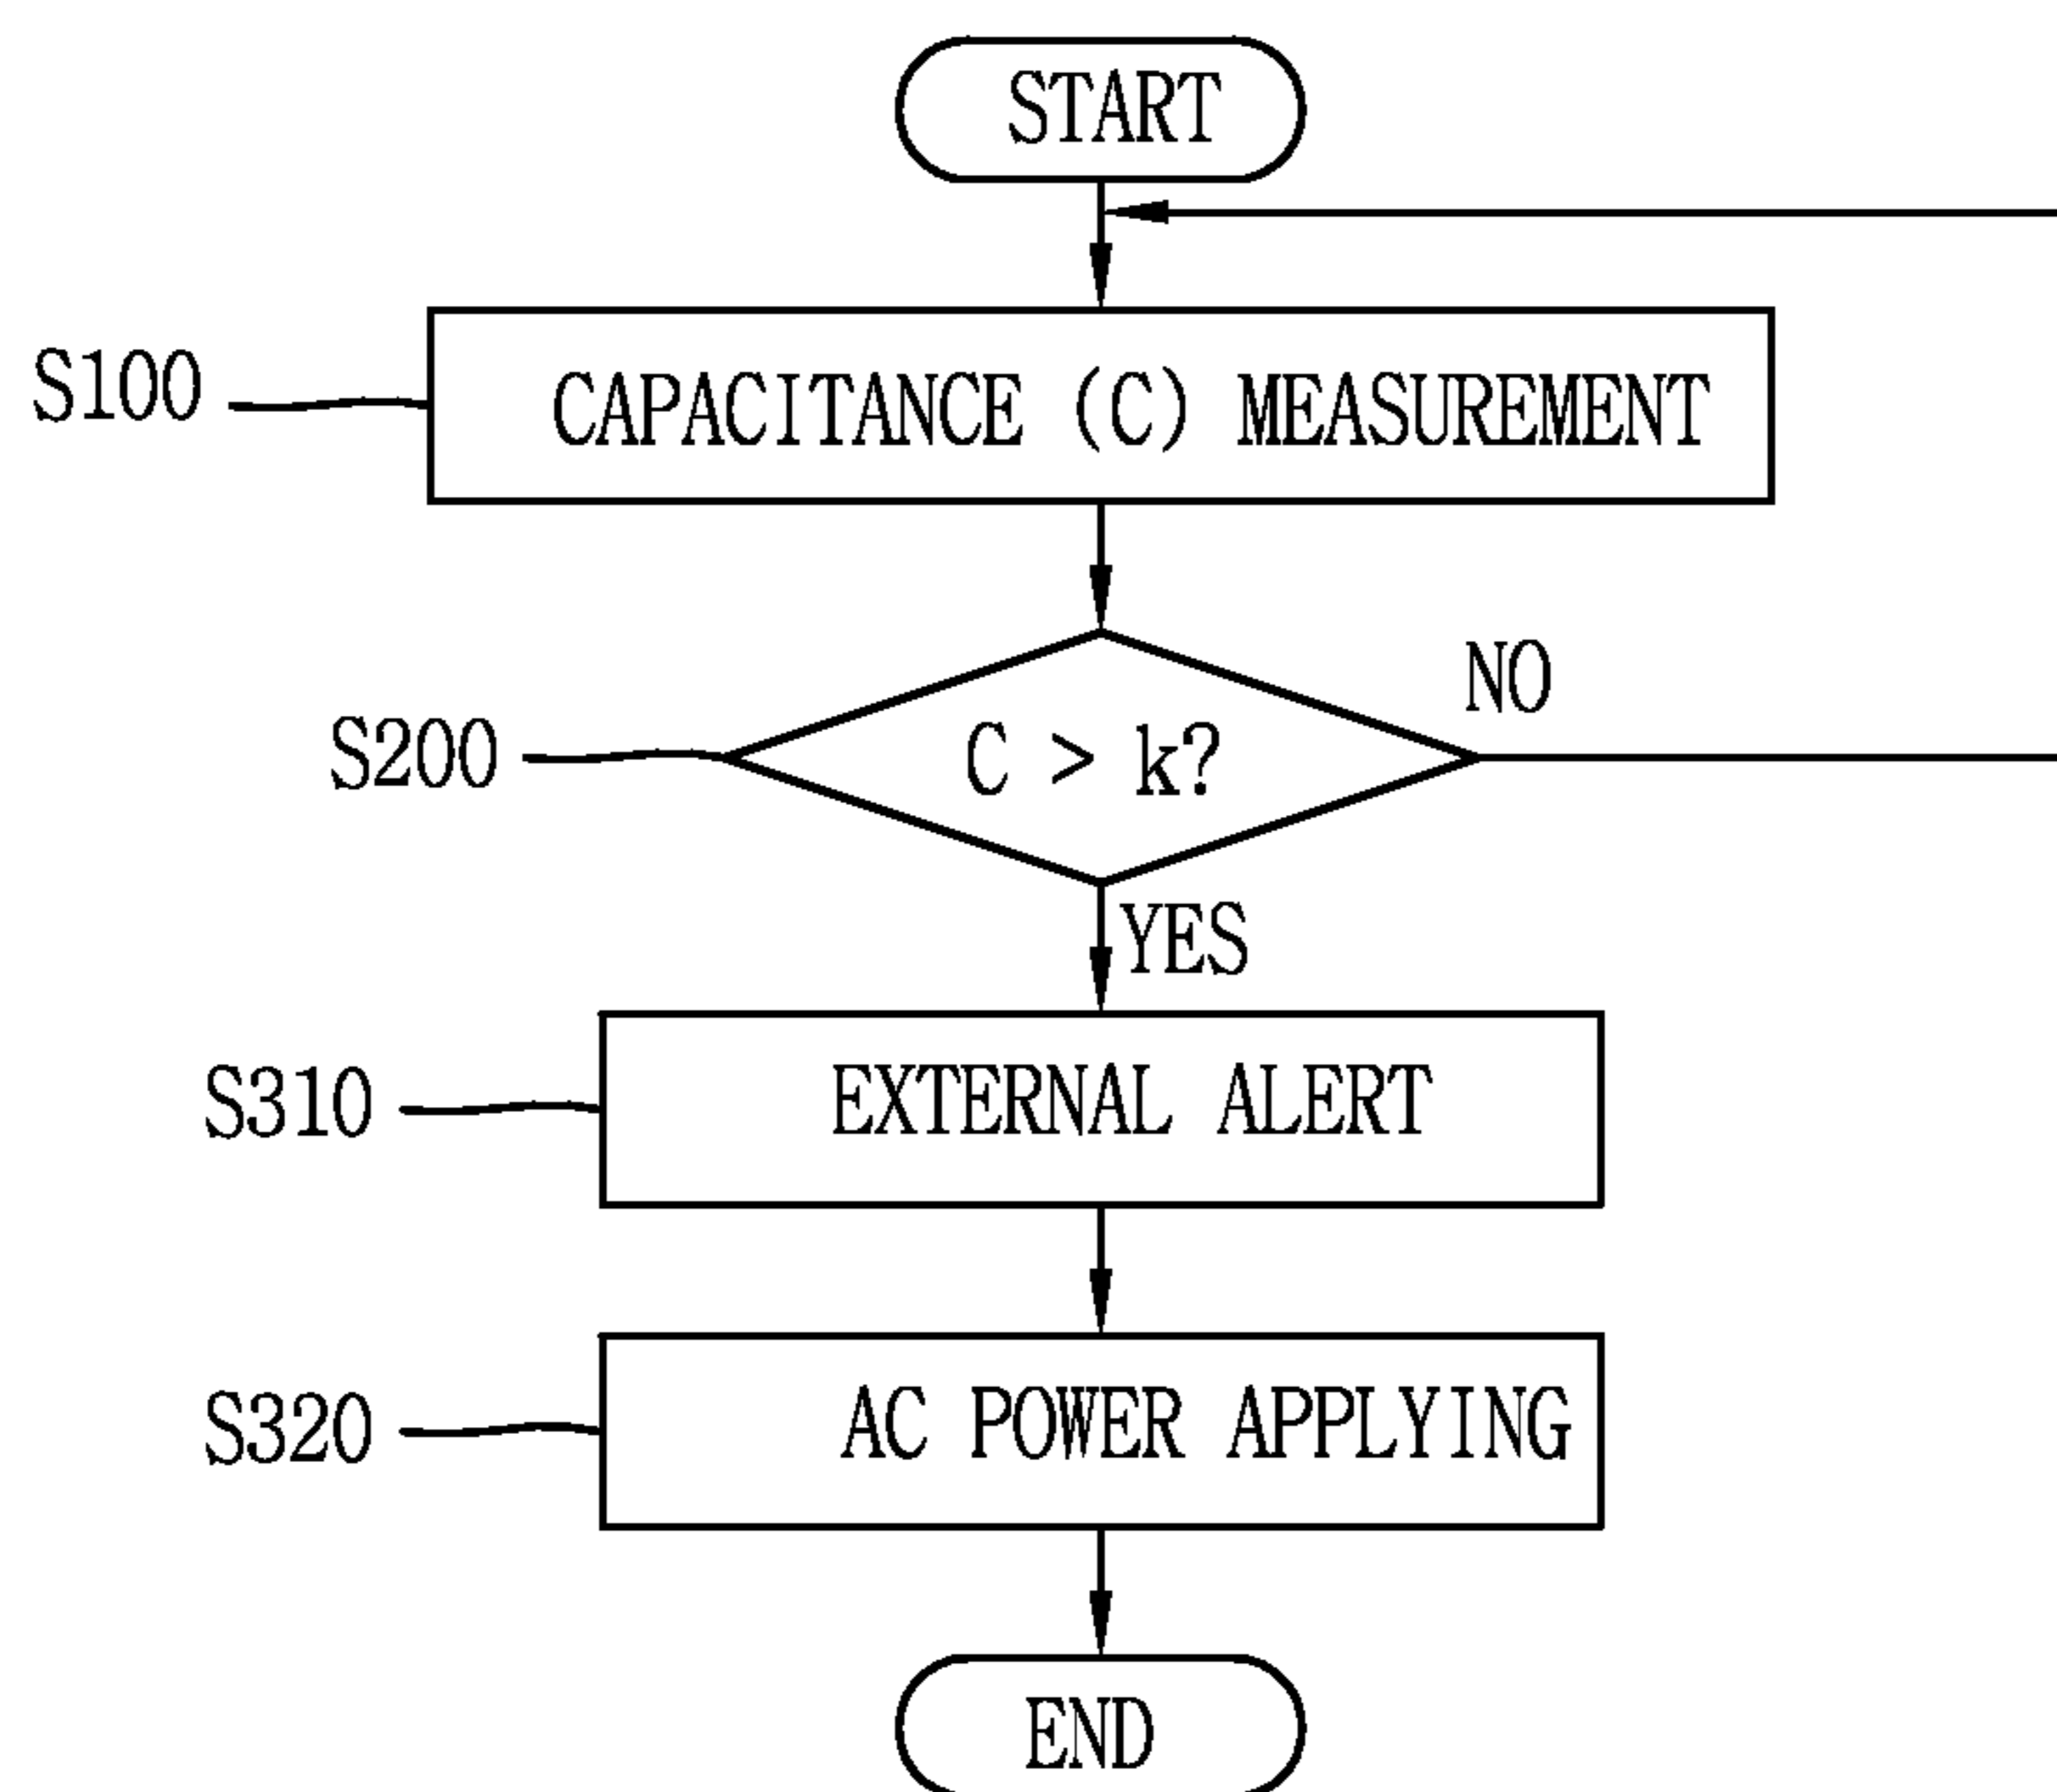 START
S100
CAPACITANCE (C) MEASUREMENT
S200
C > k?
NO
YES
S310
EXTERNAL ALERT
S320
AC POWER APPLYING
END